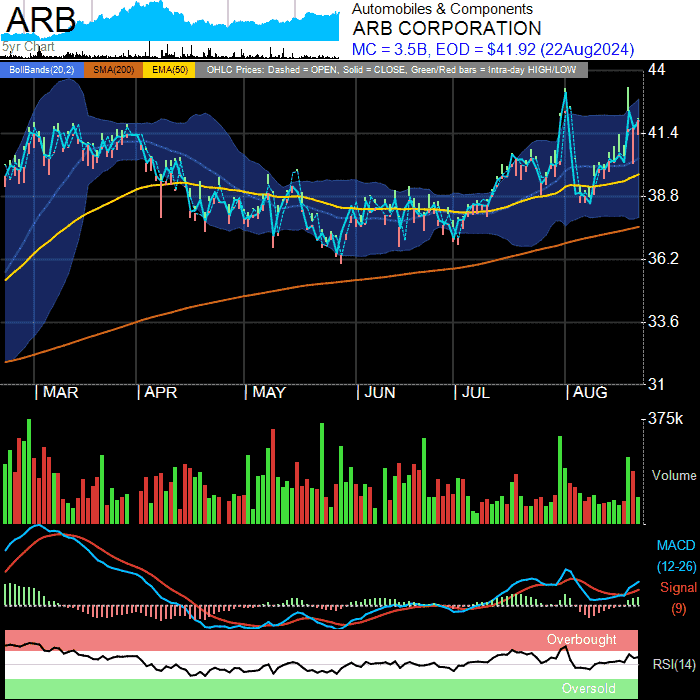 ARB
5yr Chart
Automobiles & Components
ARB CORPORATION
MC = 3.5B, EOD = $41.92 (22Aug2024)
BollBands(20,2) SMA(200) EMA(50) OHLC Prices: Dashed = OPEN, Solid = CLOSE, Green/Red bars = Intra-day HIGH/LOW
44
41.4
38.8
36.2
33.6
31
| MAR | APR | MAY | JUN | JUL | AUG
375k
Volume
MACD
(12-26)
Signal
(9)
Overbought
RSI(14)
Oversold